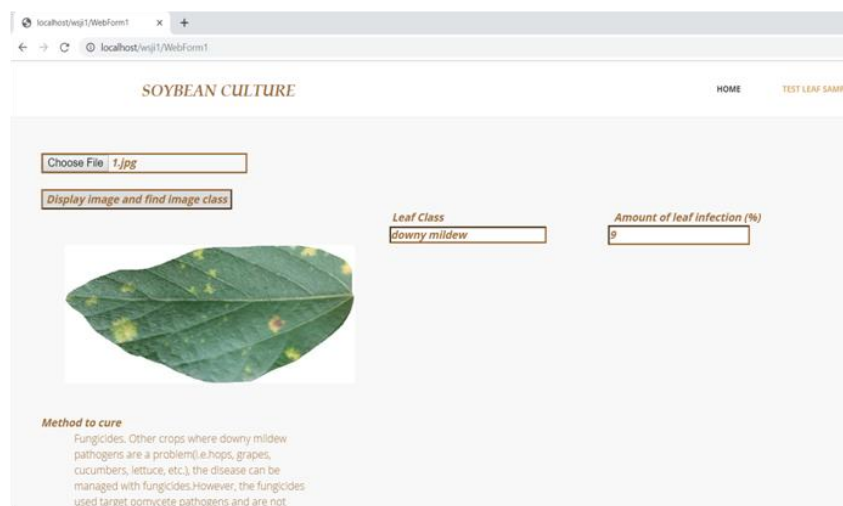 localhost/wsji1/WebForm1
localhost/wsji1/WebForm1
SOYBEAN CULTURE
HOME
TEST LEAF SAM
Choose File 1.jpg
Display image and find image class
Leaf Class
downy mildew
Amount of leaf infection (%)
9
Method to cure
Fungicides. Other crops where downy mildew
pathogens are a problem(i.e.hops, grapes,
cucumbers, lettuce, etc.), the disease can be
managed with fungicides.However, the fungicides
used target oomycete pathogens and are not